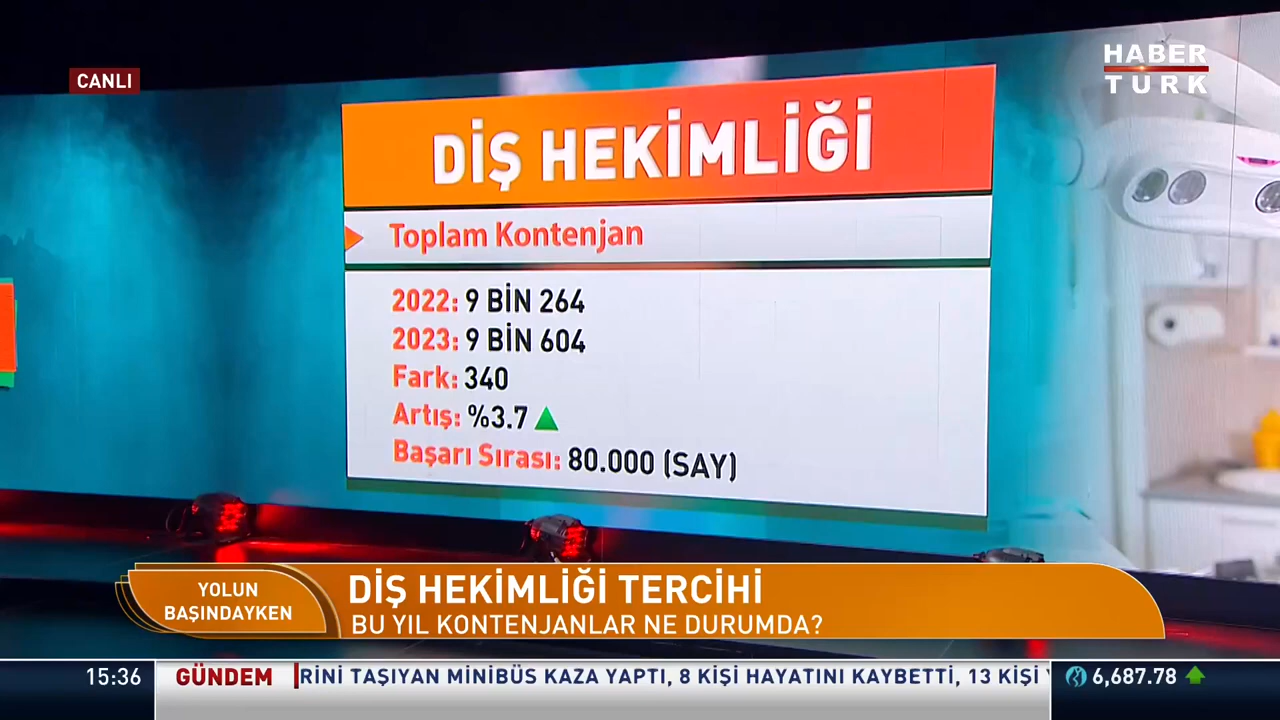 CANLI
HABER
TÜRK
DİŞ HEKİMLİĞİ
Toplam Kontenjan
2022: 9 BİN 264
2023: 9 BİN 604
Fark: 340
Artış: %3.7
Başarı Sırası: 80.000 (SAY)
YOLUN
BAŞINDAYKEN
DİŞ HEKİMLİĞİ TERCİHİ
BU YIL KONTENJANLAR NE DURUMDA?
15:36 GÜNDEM RİNİ TAŞIYAN MİNİBÜS KAZA YAPTI, 8 KİŞİ HAYATINI KAYBETTİ, 13 KİŞİ 6,687.78